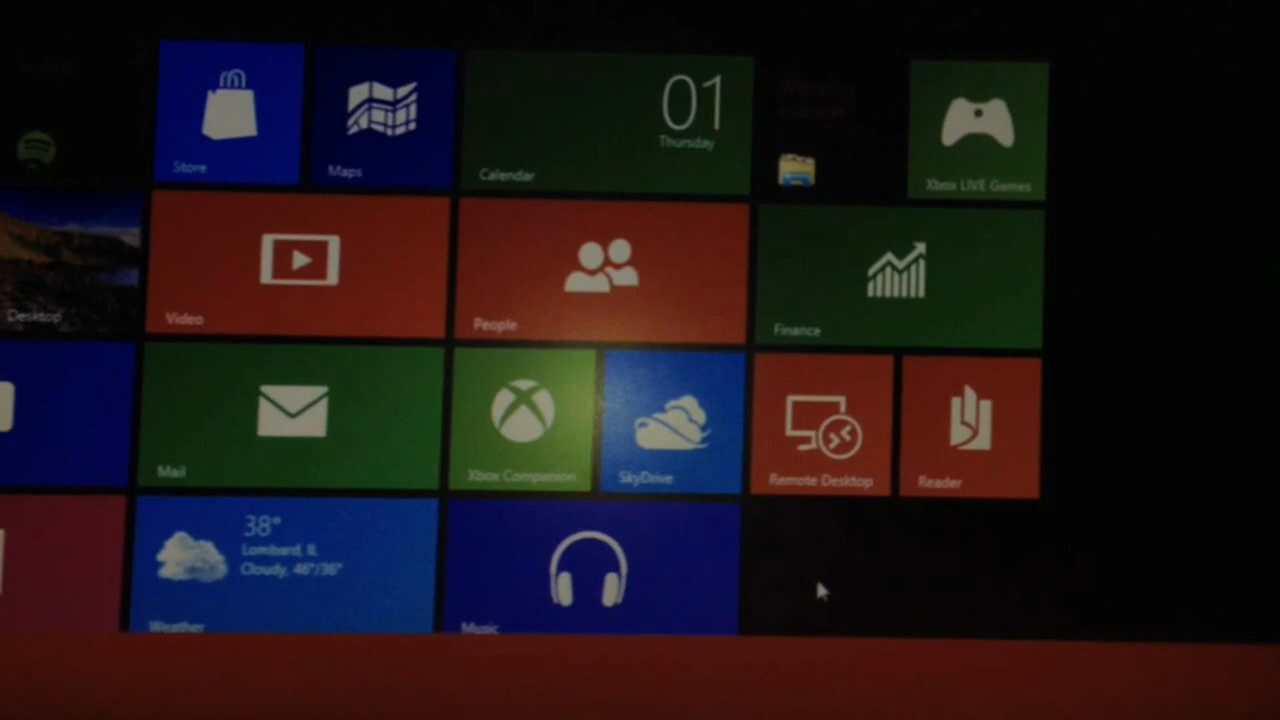 Store
Maps
01
Thursday
Calendar
Xbox LIVE Games
Desktop
Video
People
Finance
Mail
Xbox Companion
SkyDrive
Remote Desktop
Reader
38°
Lombard, IL
Cloudy, 46°/36°
Weather
Music